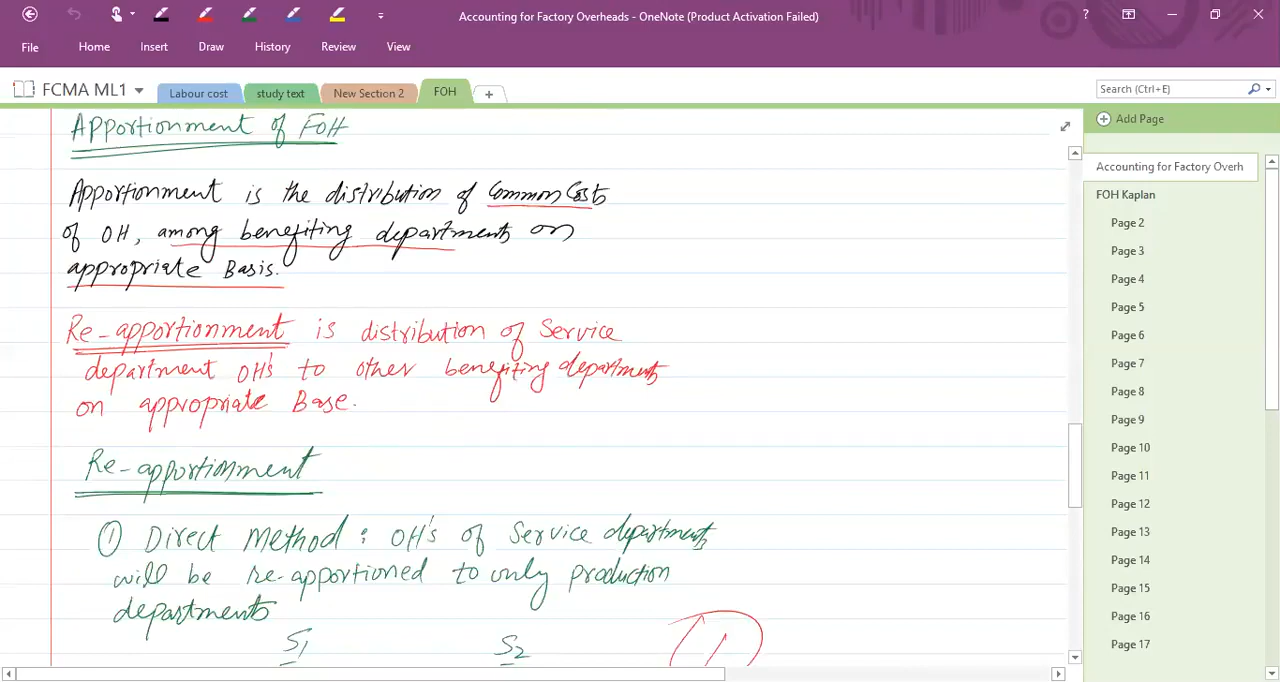 Accounting for Factory Overheads - OneNote (Product Activation Failed)
?
File
Home
Insert
Draw
History
Review
View
FCMA ML1
Labour cost
study text
New Section 2
FOH
+
Search (Ctrl+E)
Apportionment of FOH
Apportionment is the distribution of Common Costs
of OH, among benefiting departments on
appropriate Basis.
Re-apportionment is distribution of Service
department OH's to other benefiting departments
on appropriate Base.
Re-apportionment
① Direct Method : OH's of Service departments
will be re-apportioned to only production
departments
S1 S2
Add Page
Accounting for Factory Overh
FOH Kaplan
Page 2
Page 3
Page 4
Page 5
Page 6
Page 7
Page 8
Page 9
Page 10
Page 11
Page 12
Page 13
Page 14
Page 15
Page 16
Page 17